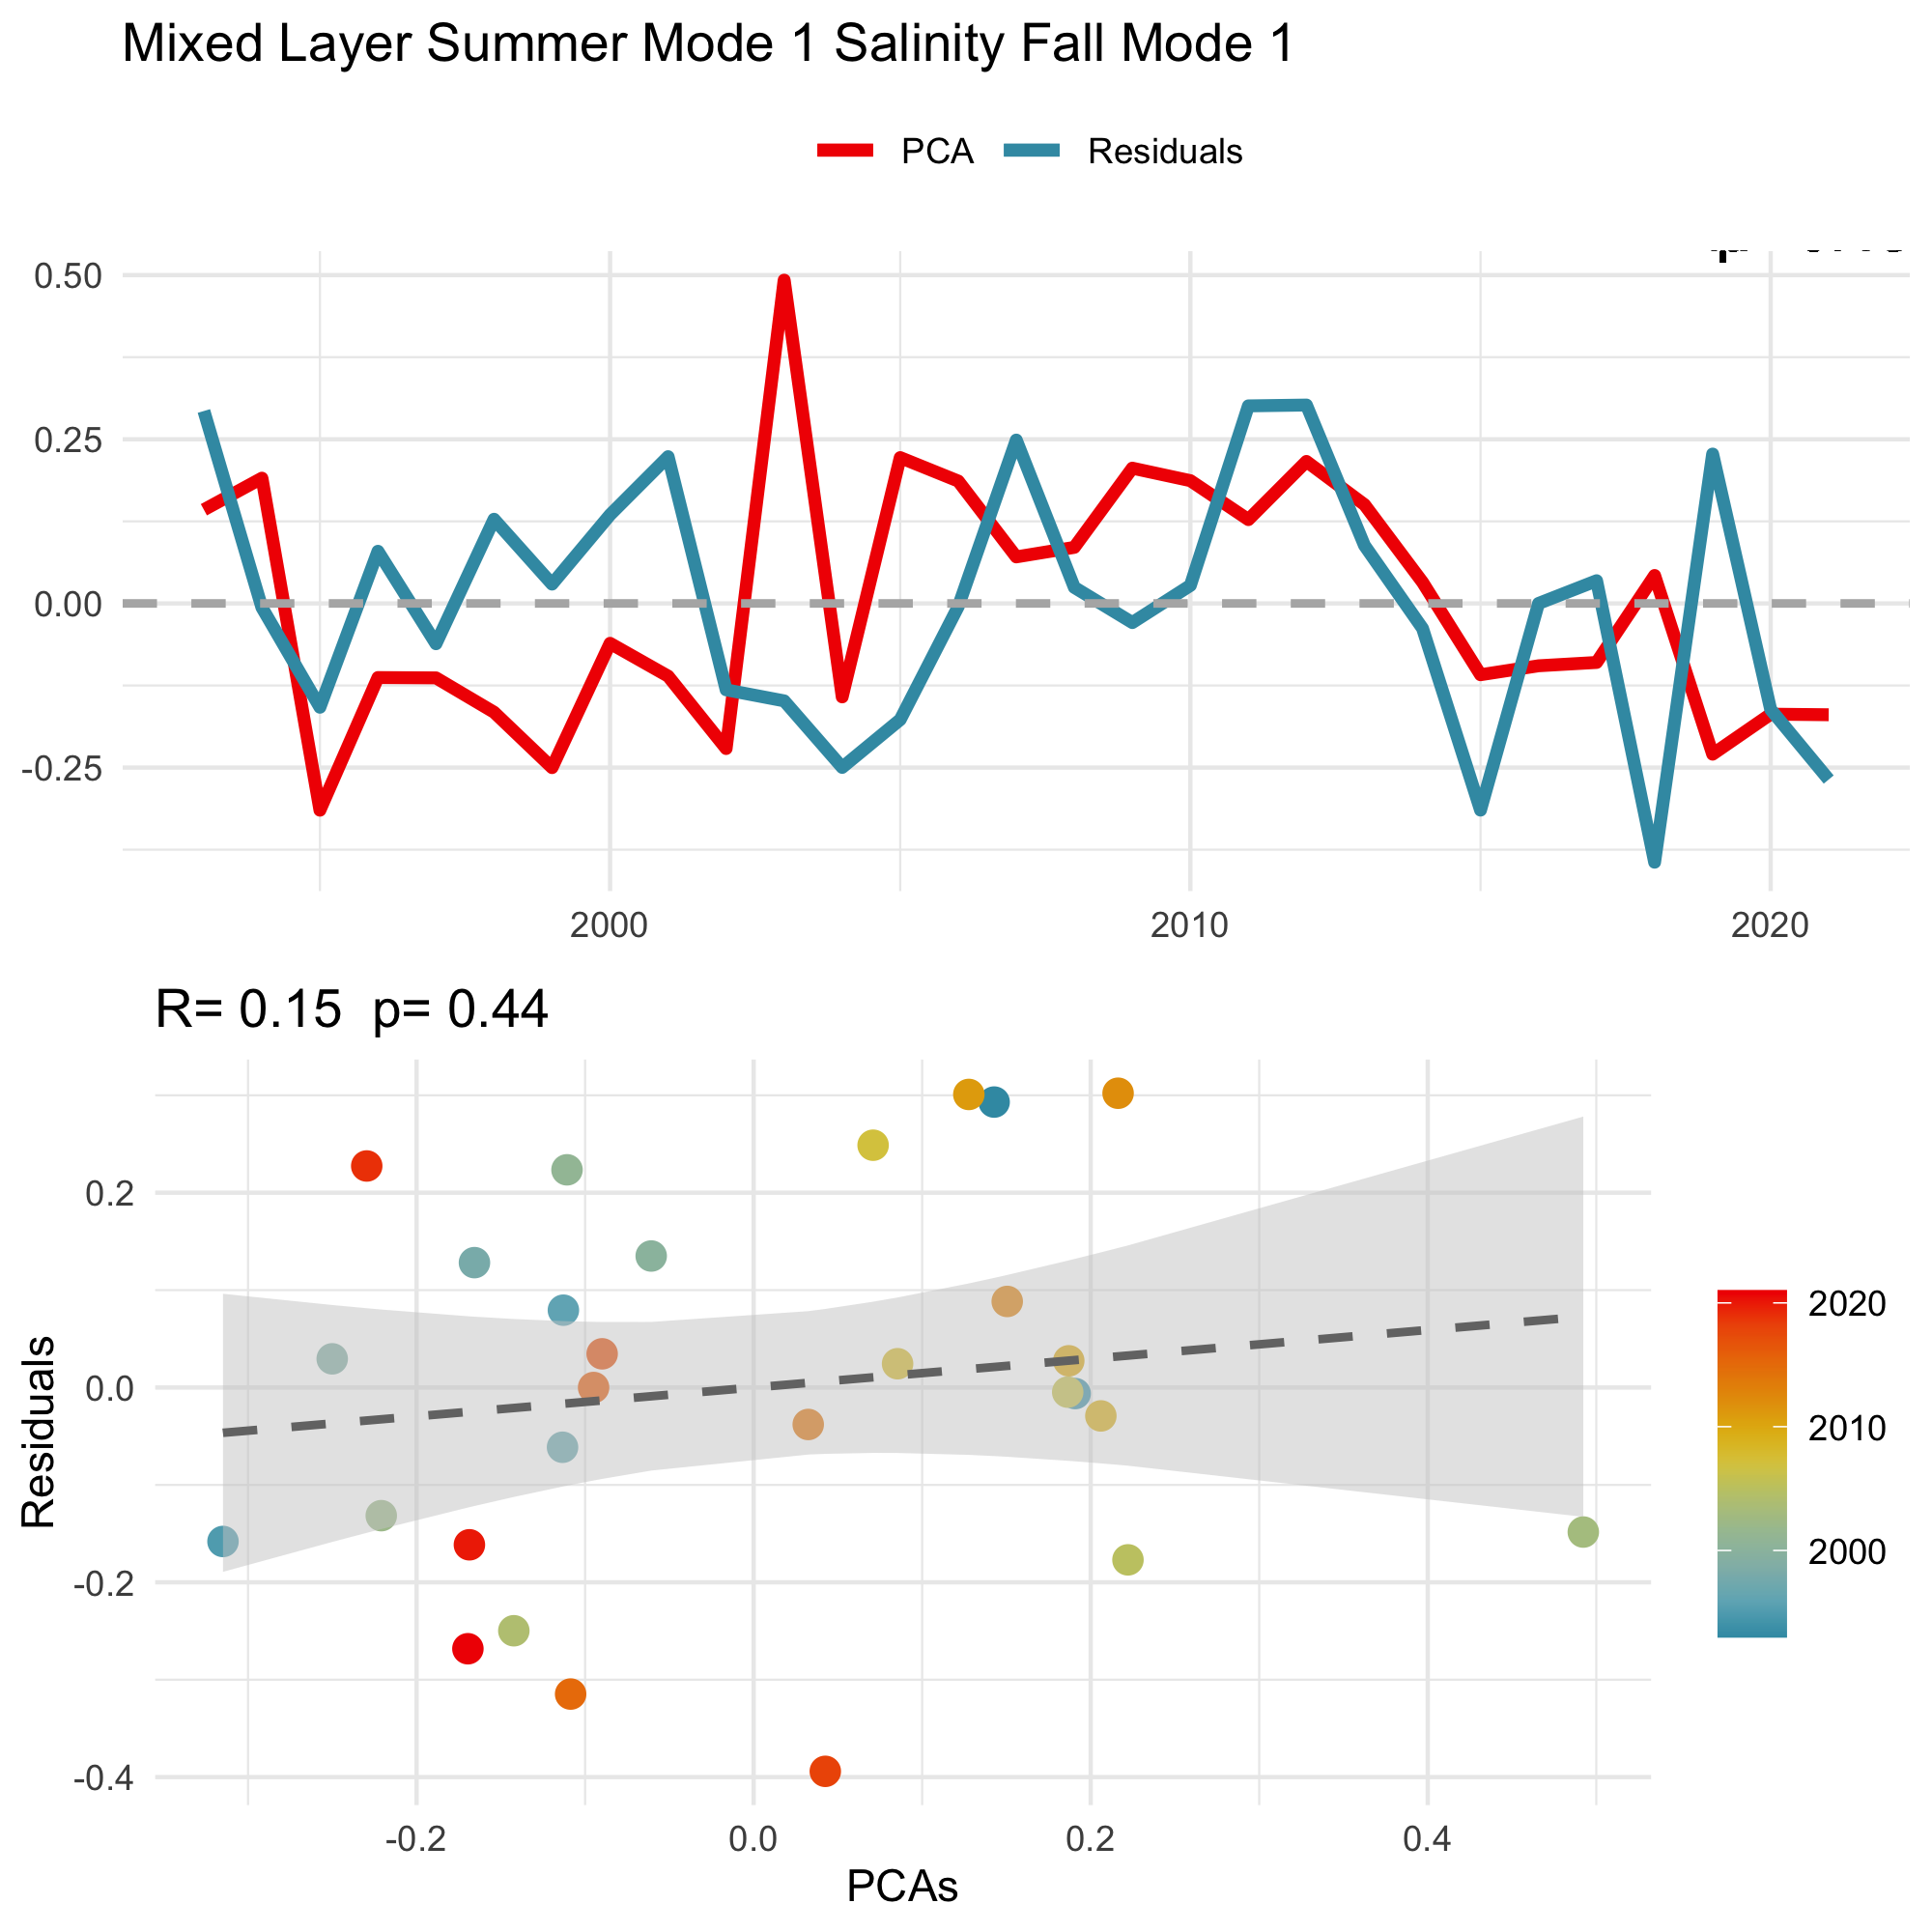 Mixed Layer Summer Mode 1 Salinity Fall Mode 1
PCA Residuals
0.50
0.25
0.00
-0.25
2000 2010 2020
R= 0.15 p= 0.44
Residuals
0.2
0.0
-0.2
-0.4
-0.2 0.0 0.2 0.4
PCAs
2020
2010
2000